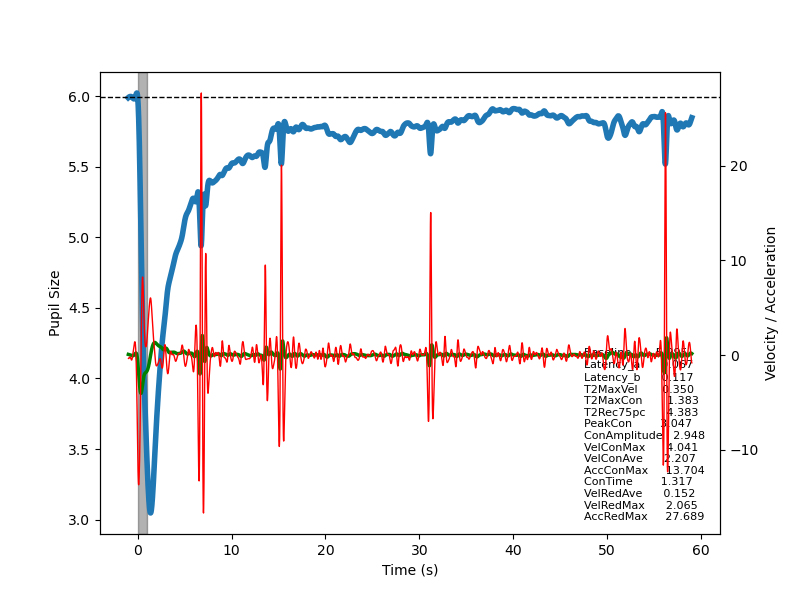 6.0
5.5
5.0
4.5
4.0
3.5
3.0
Pupil Size
20
10
0
−10
Velocity / Acceleration
Latency_b 0.117
T2MaxVel 0.350
T2MaxCon 1.383
T2Rec75pc 4.383
PeakCon 3.047
ConAmplitude 2.948
VelConMax 4.041
VelConAve 2.207
AccConMax 13.704
ConTime 1.317
VelRedAve 0.152
VelRedMax 2.065
AccRedMax 27.689
0 10 20 30 40 50 60
Time (s)